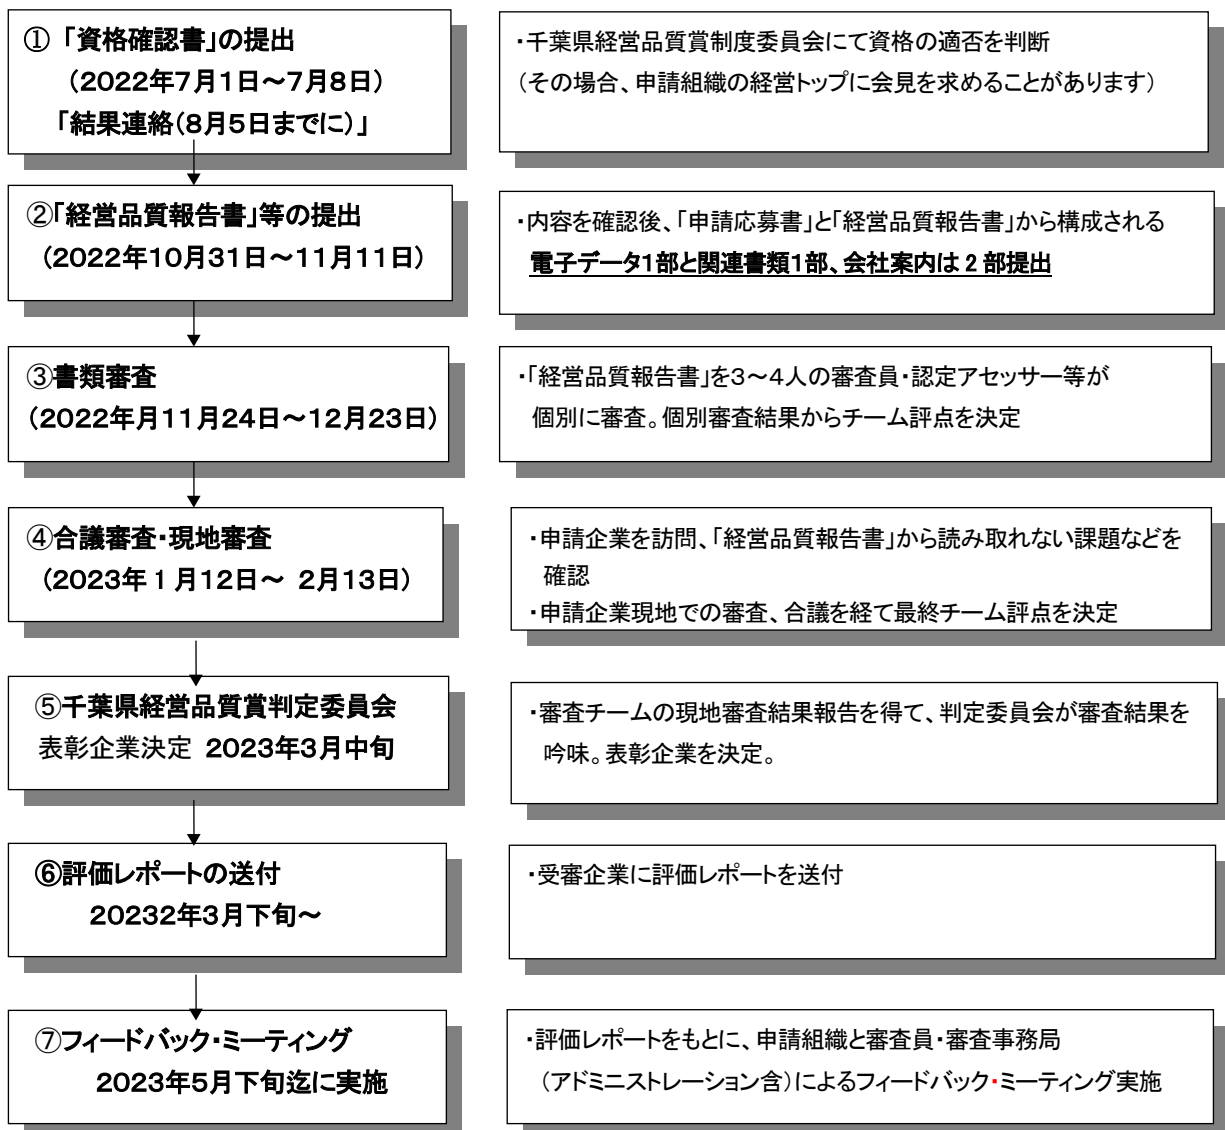 ① 「資格確認書」の提出
（2022年7月1日～7月8日）
「結果連絡（8月5日までに）」
・千葉県経営品質賞制度委員会にて資格の適否を判断
（その場合、申請組織の経営トップに会見を求めることがあります）
②「経営品質報告書」等の提出
（2022年10月31日～11月11日）
・内容を確認後、「申請応募書」と「経営品質報告書」から構成される
電子データ1部と関連書類1部、会社案内は 2 部提出
③書類審査
（2022年月11月24日～12月23日）
・「経営品質報告書」を3～4人の審査員・認定アセッサー等が
個別に審査。個別審査結果からチーム評点を決定
④合議審査・現地審査
（2023年 1 月12日～ 2月13日）
・申請企業を訪問、「経営品質報告書」から読み取れない課題などを
確認
・申請企業現地での審査、合議を経て最終チーム評点を決定
⑤千葉県経営品質賞判定委員会
表彰企業決定 2023年3月中旬
・審査チームの現地審査結果報告を得て、判定委員会が審査結果を
吟味。表彰企業を決定。
⑥評価レポートの送付
20232年3月下旬～
・受審企業に評価レポートを送付
⑦フィードバック・ミーティング
2023年5月下旬迄に実施
・評価レポートをもとに、申請組織と審査員・審査事務局
（アドミニストレーション含）によるフィードバック・ミーティング実施